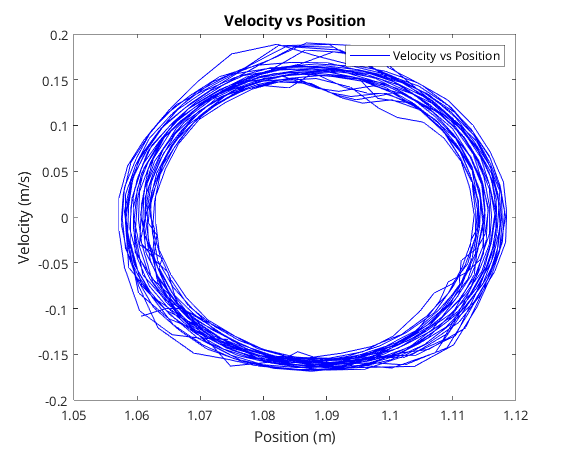 Velocity vs Position
Velocity vs Position
0.2
0.15
0.1
0.05
0
-0.05
-0.1
-0.15
-0.2
Velocity (m/s)
1.05 1.06 1.07 1.08 1.09 1.1 1.11 1.12
Position (m)